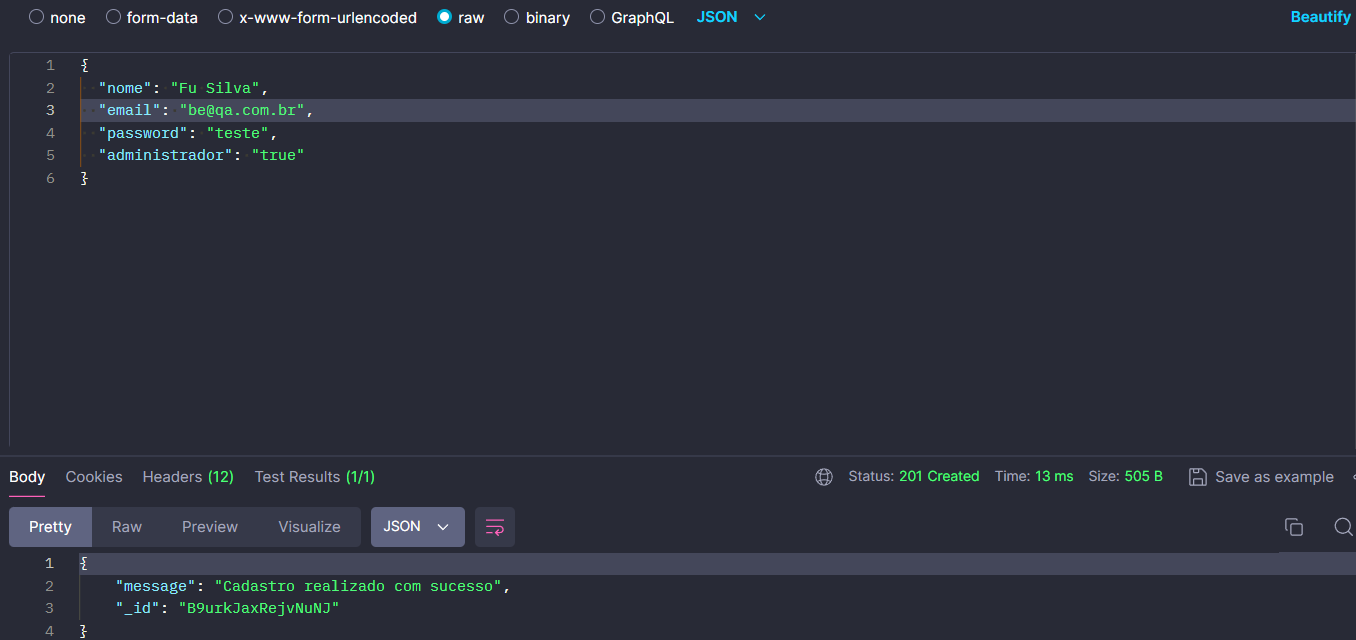 none form-data x-www-form-urlencoded raw binary GraphQL JSON Beautify
1 {
2 "nome": "Fu Silva",
3 "email": "be@qa.com.br",
4 "password": "teste",
5 "administrador": "true"
6 }
Body Cookies Headers (12) Test Results (1/1) Status: 201 Created Time: 13 ms Size: 505 B Save as example
Pretty Raw Preview Visualize JSON
1 {
2 "message": "Cadastro realizado com sucesso",
3 "_id": "B9urkJaxRejvNuNJ"
4 }